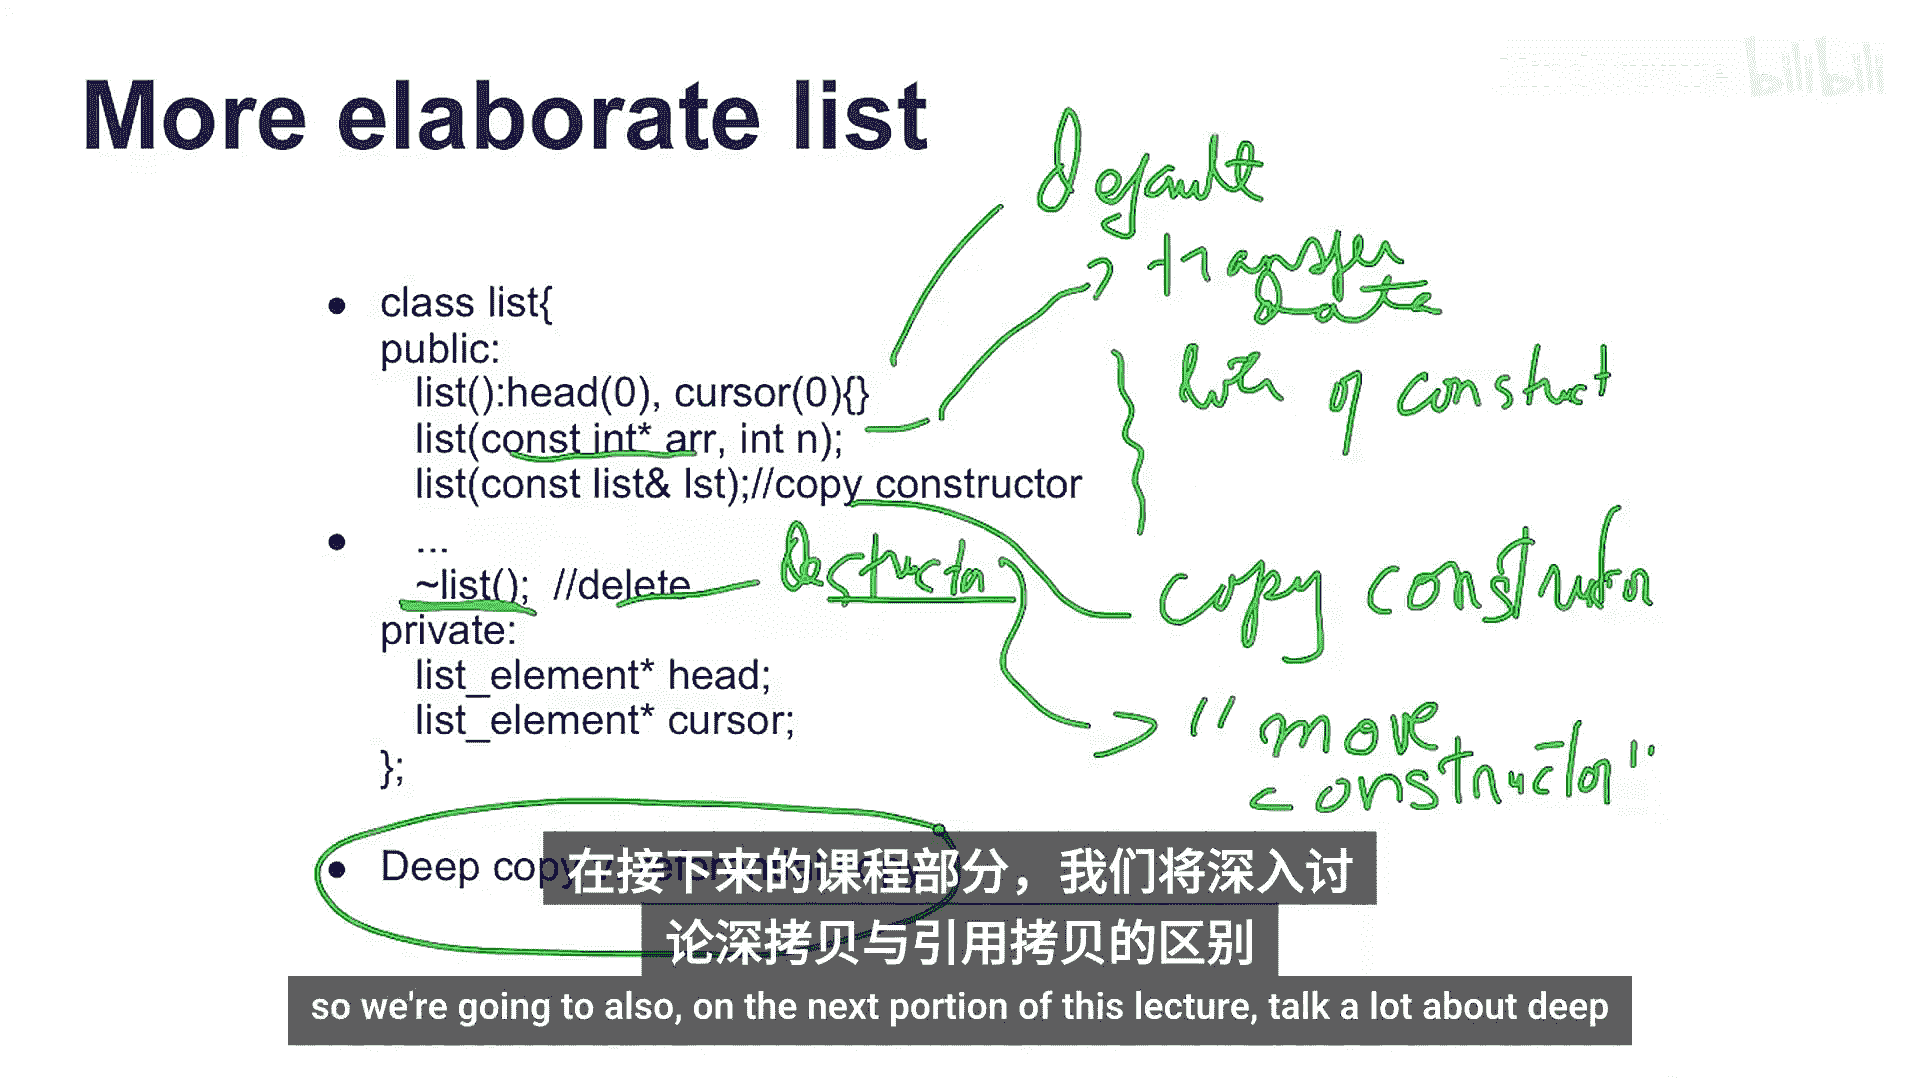 bilibili
More elaborate list
default
transfer
data
lots of construct
• class list{
public:
list():head(0), cursor(0){}
list(const int* arr, int n);
list(const list& lst);//copy constructor
• ...
~list(); //delete
destructor
copy constructor
private:
list_element* head;
list_element* cursor;
};
"move
constructor"
• Deep copy
在接下来的课程部分，我们将深入讨
论深拷贝与引用拷贝的区别
so we're going to also, on the next portion of this lecture, talk a lot about deep